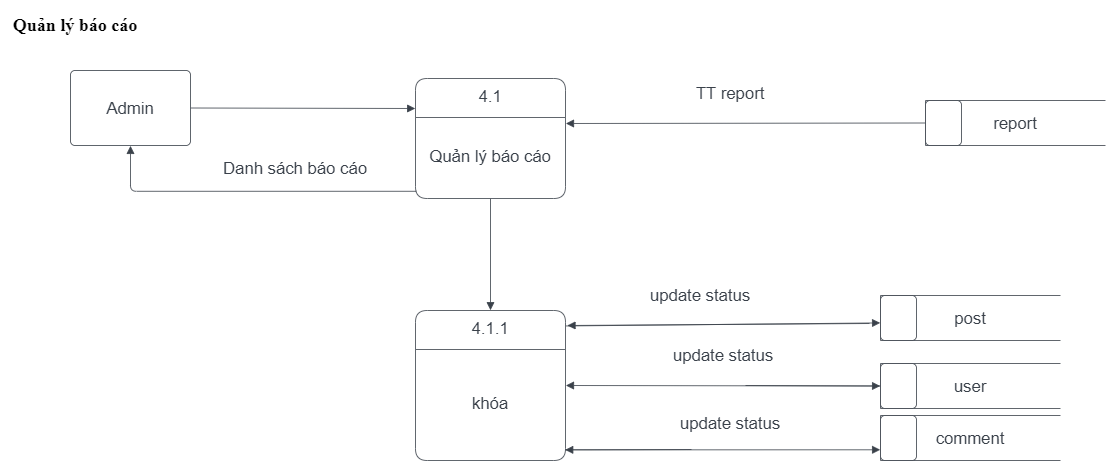 Quản lý báo cáo
Admin
4.1
Quản lý báo cáo
TT report
report
Danh sách báo cáo
4.1.1
khóa
update status
post
update status
user
update status
comment